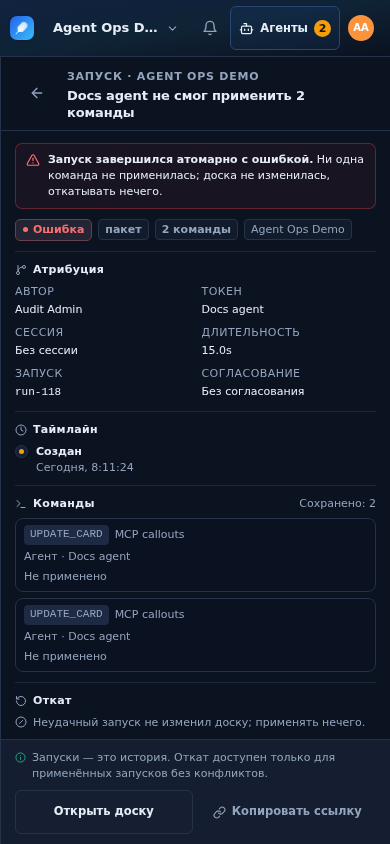 Agent Ops D...
Агенты 2
AA
ЗАПУСК · AGENT OPS DEMO
Docs agent не смог применить 2
команды
Запуск завершился атомарно с ошибкой. Ни одна
команда не применилась; доска не изменилась,
откатывать нечего.
Ошибка пакет 2 команды Agent Ops Demo
Атрибуция
АВТОР ТОКЕН
Audit Admin Docs agent
СЕССИЯ ДЛИТЕЛЬНОСТЬ
Без сессии 15.0s
ЗАПУСК СОГЛАСОВАНИЕ
run-118 Без согласования
Таймлайн
Создан
Сегодня, 8:11:24
Команды Сохранено: 2
UPDATE_CARD MCP callouts
Агент · Docs agent
Не применено
UPDATE_CARD MCP callouts
Агент · Docs agent
Не применено
Откат
Неудачный запуск не изменил доску; применять нечего.
Запуски — это история. Откат доступен только для
применённых запусков без конфликтов.
Открыть доску Копировать ссылку